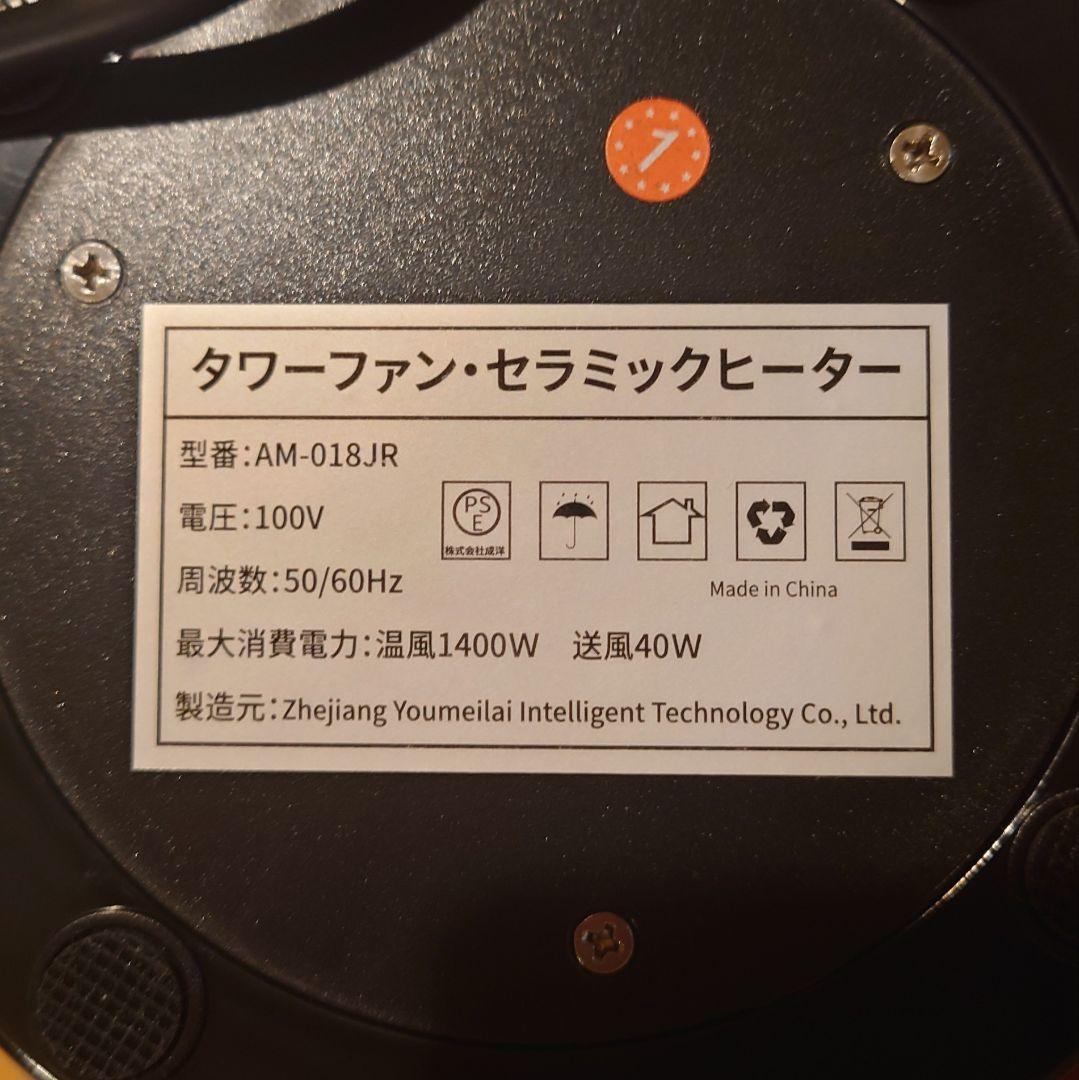 7
タワーファン・セラミックヒーター
型番：AM-018JR
電圧：100V
PS
E
株式会社成洋
周波数：50/60Hz
Made in China
最大消費電力：温風1400W 送風40W
製造元：Zhejiang Youmeilai Intelligent Technology Co., Ltd.